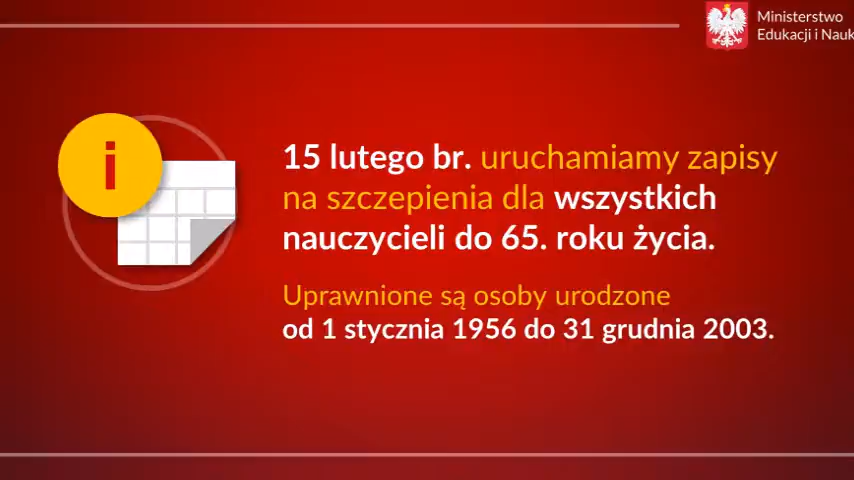 Ministerstwo
Edukacji i Nauk
i
15 lutego br. uruchamiamy zapisy
na szczepienia dla wszystkich
nauczycieli do 65. roku życia.
Uprawnione są osoby urodzone
od 1 stycznia 1956 do 31 grudnia 2003.